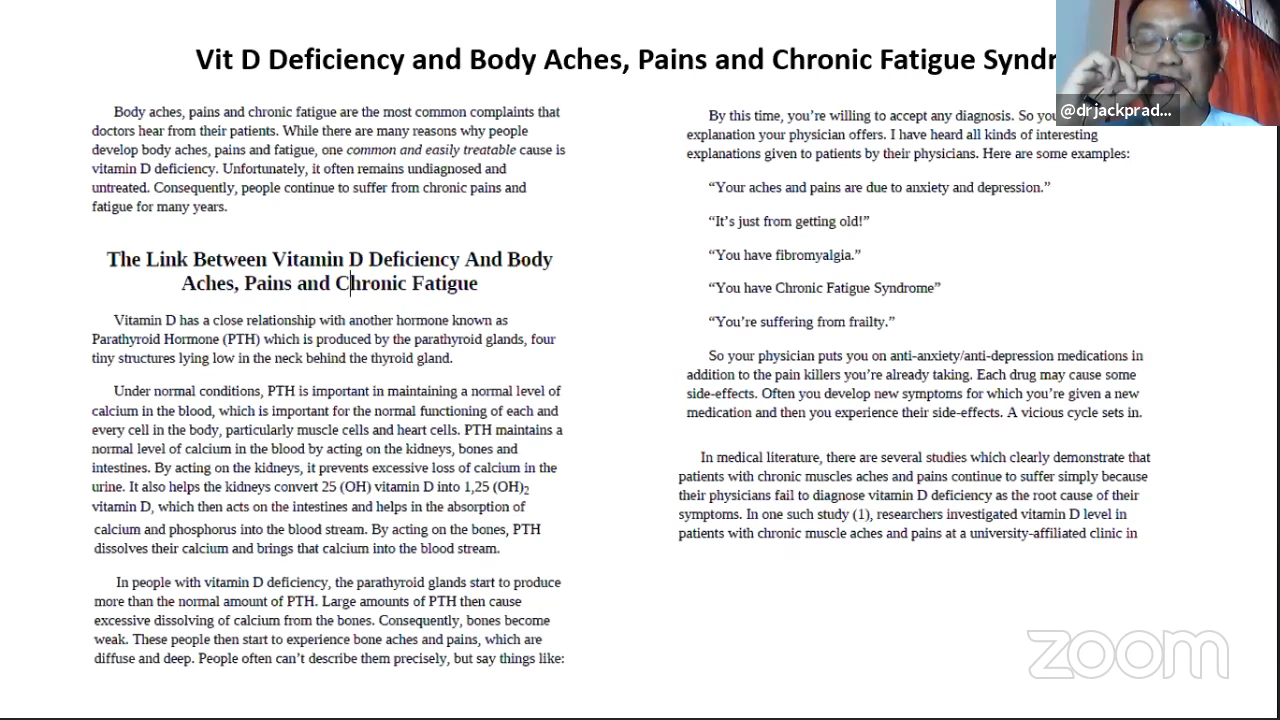 Vit D Deficiency and Body Aches, Pains and Chronic Fatigue Syndr
@drjackprad...
Body aches, pains and chronic fatigue are the most common complaints that
doctors hear from their patients. While there are many reasons why people
develop body aches, pains and fatigue, one common and easily treatable cause is
vitamin D deficiency. Unfortunately, it often remains undiagnosed and
untreated. Consequently, people continue to suffer from chronic pains and
fatigue for many years.
The Link Between Vitamin D Deficiency And Body
Aches, Pains and Chronic Fatigue
Vitamin D has a close relationship with another hormone known as
Parathyroid Hormone (PTH) which is produced by the parathyroid glands, four
tiny structures lying low in the neck behind the thyroid gland.
Under normal conditions, PTH is important in maintaining a normal level of
calcium in the blood, which is important for the normal functioning of each and
every cell in the body, particularly muscle cells and heart cells. PTH maintains a
normal level of calcium in the blood by acting on the kidneys, bones and
intestines. By acting on the kidneys, it prevents excessive loss of calcium in the
urine. It also helps the kidneys convert 25 (OH) vitamin D into 1,25 (OH)2
vitamin D, which then acts on the intestines and helps in the absorption of
calcium and phosphorus into the blood stream. By acting on the bones, PTH
dissolves their calcium and brings that calcium into the blood stream.
In people with vitamin D deficiency, the parathyroid glands start to produce
more than the normal amount of PTH. Large amounts of PTH then cause
excessive dissolving of calcium from the bones. Consequently, bones become
weak. These people then start to experience bone aches and pains, which are
diffuse and deep. People often can’t describe them precisely, but say things like:
By this time, you’re willing to accept any diagnosis. So you
explanation your physician offers. I have heard all kinds of interesting
explanations given to patients by their physicians. Here are some examples:
“Your aches and pains are due to anxiety and depression.”
“It’s just from getting old!”
“You have fibromyalgia.”
“You have Chronic Fatigue Syndrome”
“You’re suffering from frailty.”
So your physician puts you on anti-anxiety/anti-depression medications in
addition to the pain killers you’re already taking. Each drug may cause some
side-effects. Often you develop new symptoms for which you’re given a new
medication and then you experience their side-effects. A vicious cycle sets in.
In medical literature, there are several studies which clearly demonstrate that
patients with chronic muscles aches and pains continue to suffer simply because
their physicians fail to diagnose vitamin D deficiency as the root cause of their
symptoms. In one such study (1), researchers investigated vitamin D level in
patients with chronic muscle aches and pains at a university-affiliated clinic in
zoom